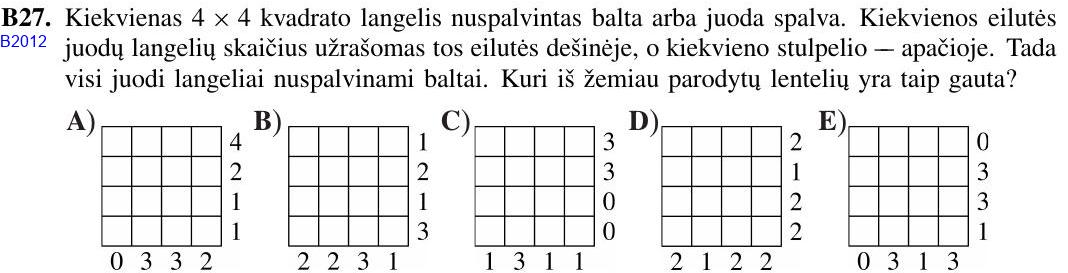 B27. Kiekvienas 4 × 4 kvadrato langelis nuspalvintas balta arba juoda spalva. Kiekvienos eilutės
B2012 juodų langelių skaičius užrašomas tos eilutės dešinėje, o kiekvieno stulpelio — apačioje. Tada
visi juodi langeliai nuspalvinami baltai. Kuri iš žemiau parodytų lentelių yra taip gauta?
A) B) C) D) E)
4 1 3 2 0
2 2 3 1 3
1 1 0 2 3
1 3 0 2 1
0 3 3 2 2 2 3 1 1 3 1 1 2 1 2 2 0 3 1 3